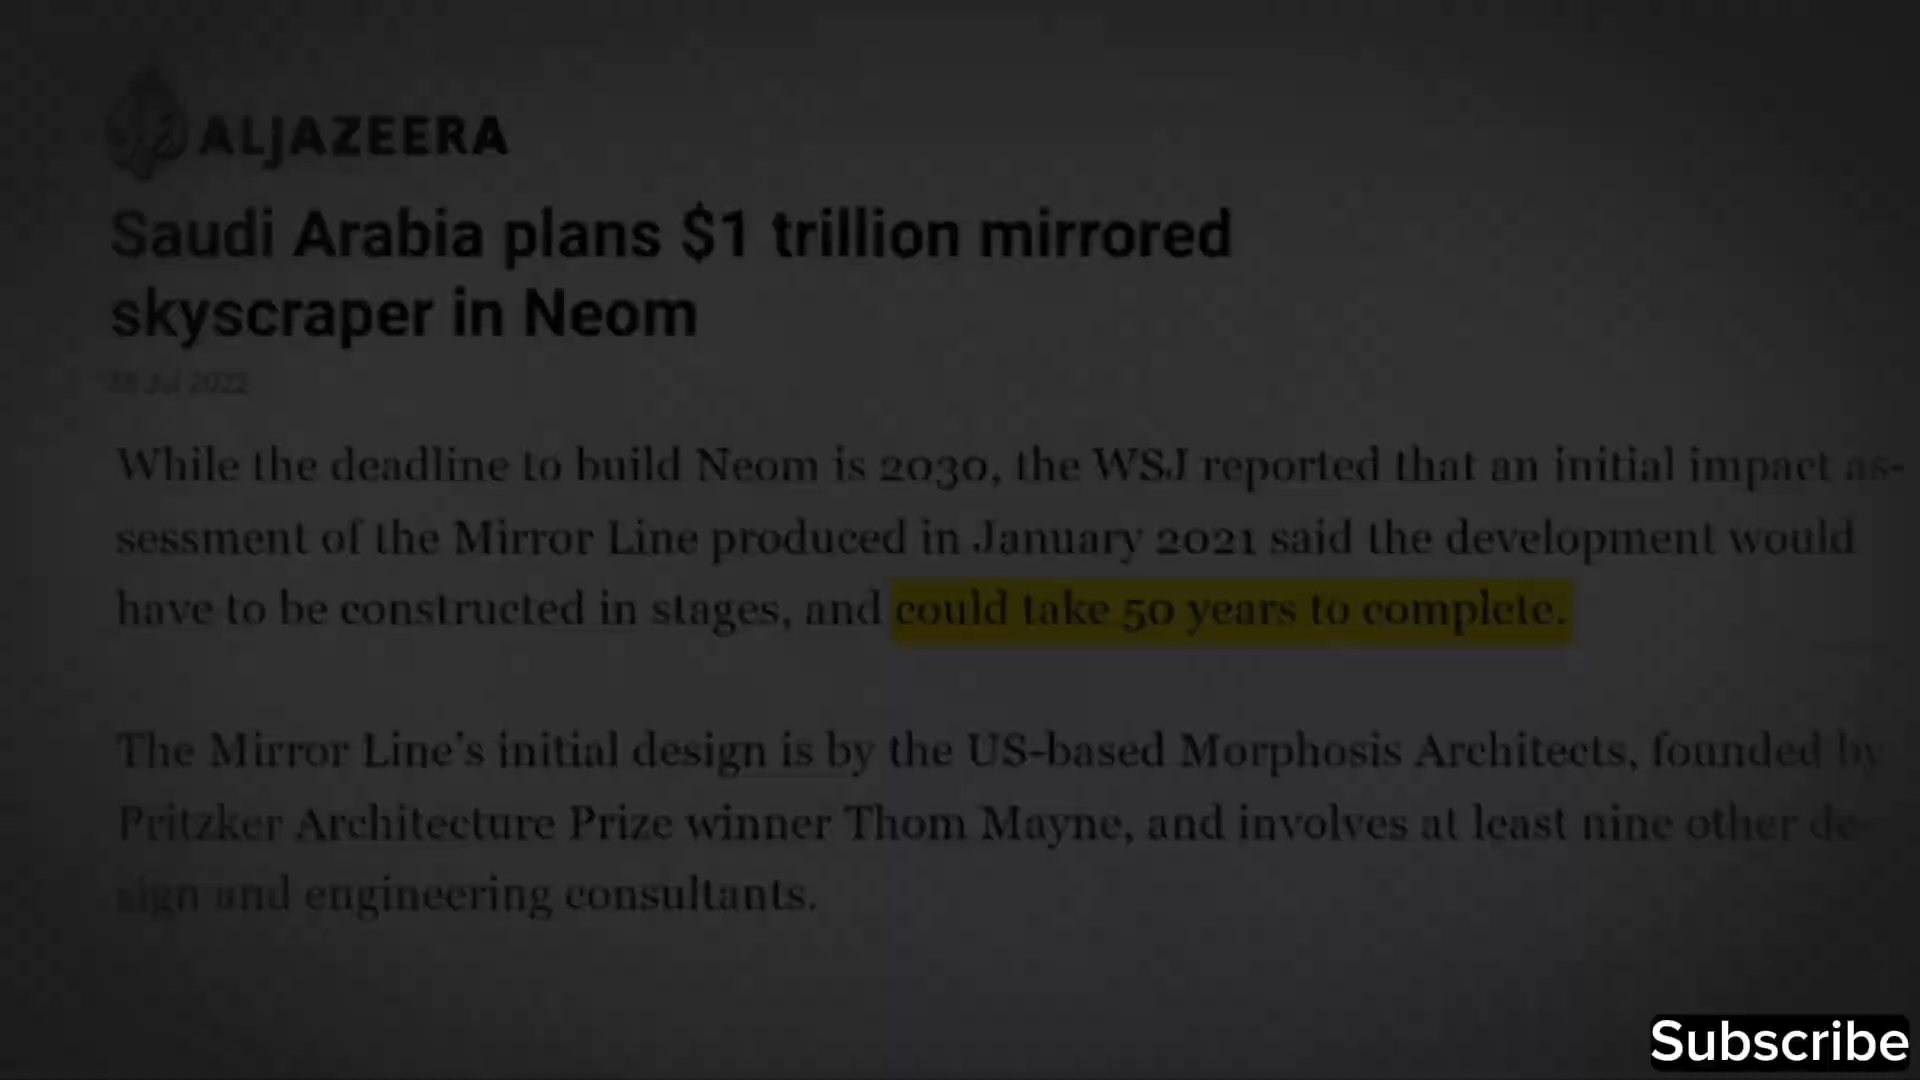 ALJAZEERA
Saudi Arabia plans $1 trillion mirrored
skyscraper in Neom
Jul 2022
While the deadline to build Neom is 2030, the WSJ reported that an initial impact as-
sessment of the Mirror Line produced in January 2021 said the development would
have to be constructed in stages, and could take 50 years to complete.
The Mirror Line's initial design is by the US-based Morphosis Architects, founded by
Pritzker Architecture Prize winner Thom Mayne, and involves at least nine other de-
sign and engineering consultants.
Subscribe